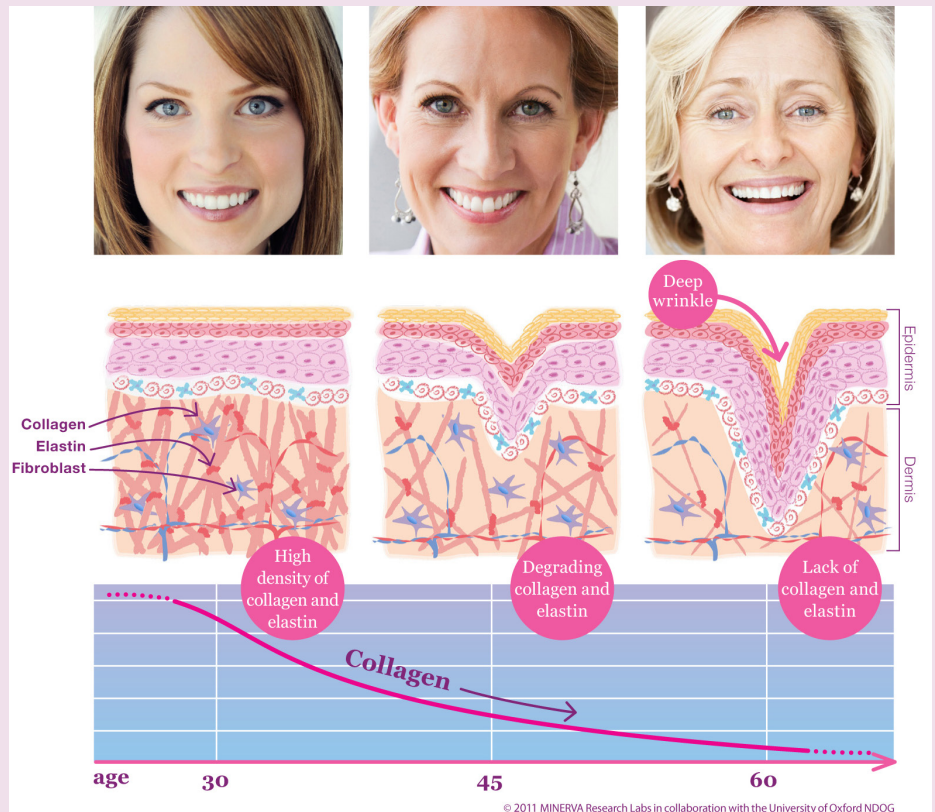 Deep
wrinkle
Epidermis
Collagen
Elastin
Fibroblast
Dermis
High
density of
collagen and
elastin
Degrading
collagen and
elastin
Lack of
collagen and
elastin
Collagen
age 30 45 60
© 2011 MINERVA Research Labs in collaboration with the University of Oxford NDOG